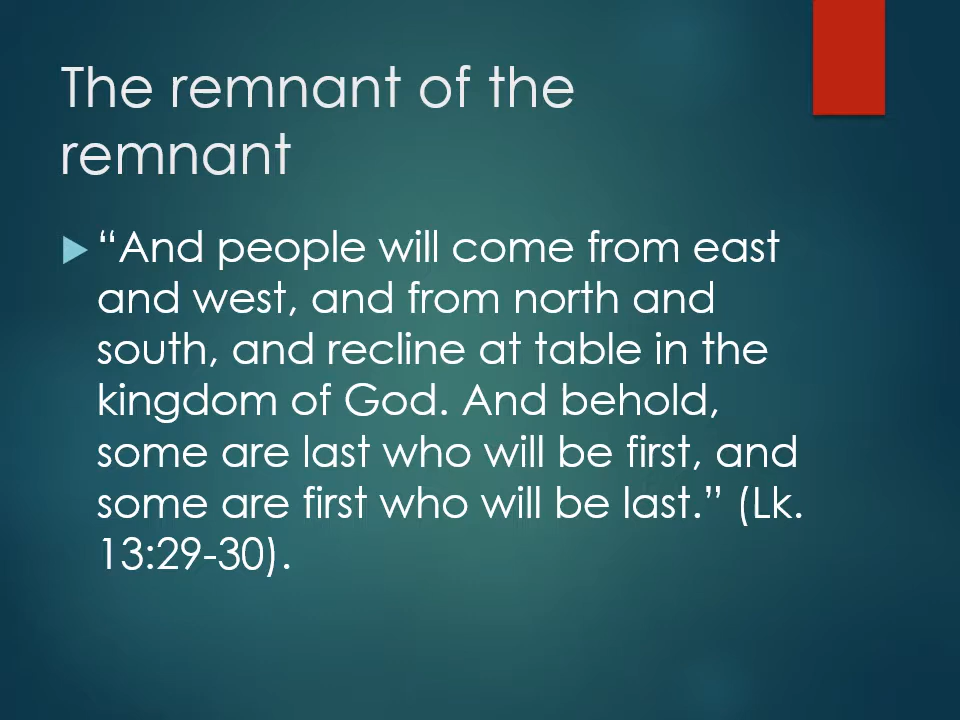 The remnant of the
remnant
“And people will come from east
and west, and from north and
south, and recline at table in the
kingdom of God. And behold,
some are last who will be first, and
some are first who will be last.” (Lk.
13:29-30).